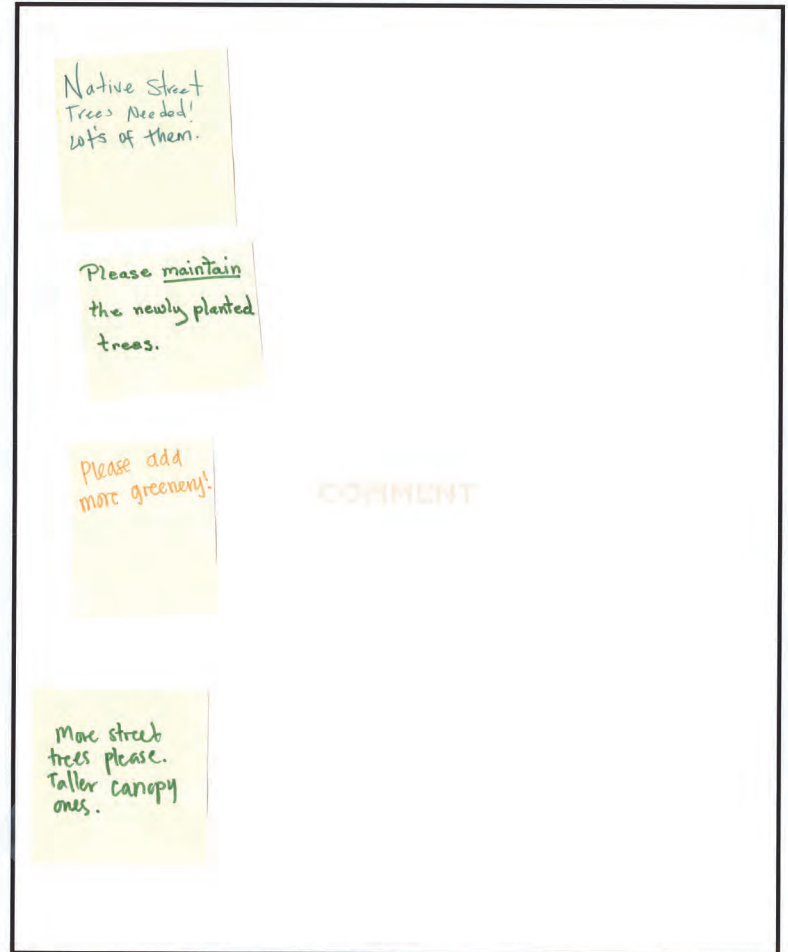 Native Street
Trees Needed!
Lot's of them.
Please maintain
the newly planted
trees.
Please add
more greenery!
COMMENT
More street
trees please.
Taller canopy
ones.